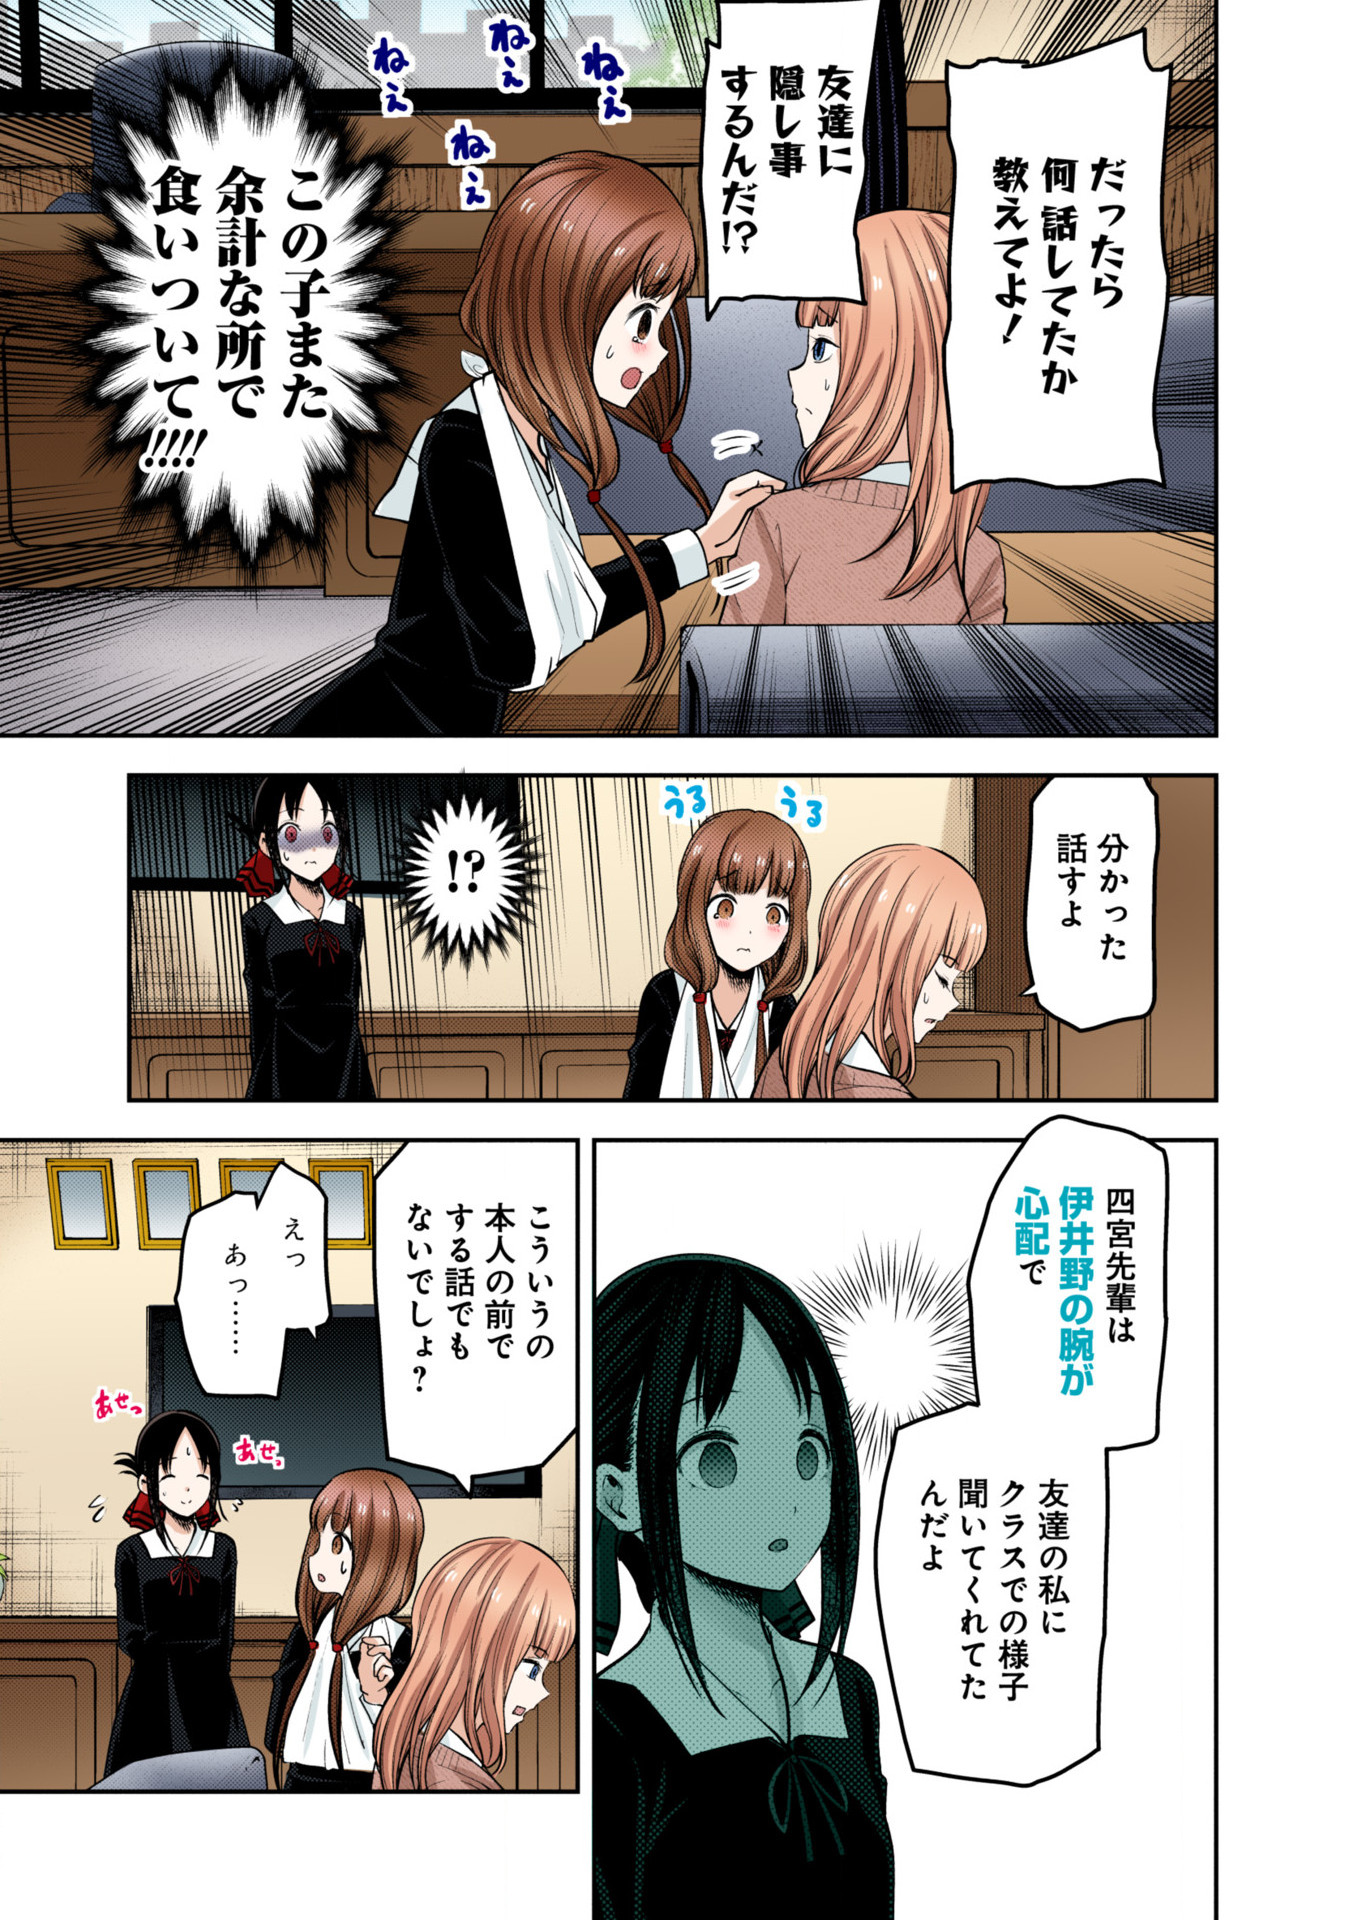 だったら
何話してたか
教えてよ！
友達に
隠し事
するんだ!?
ねぇ
ねぇ
ねぇ
ねぇ
この子また
余計な所で
食いついて
!!!!
分かった
話すよ
うる
うる
!?
四宮先輩は
伊井野の腕が
心配で
友達の私に
クラスでの様子
聞いてくれてた
んだよ
こういうの
本人の前で
する話でも
ないでしょ？
えっ
あっ……
あせっ
あせっ